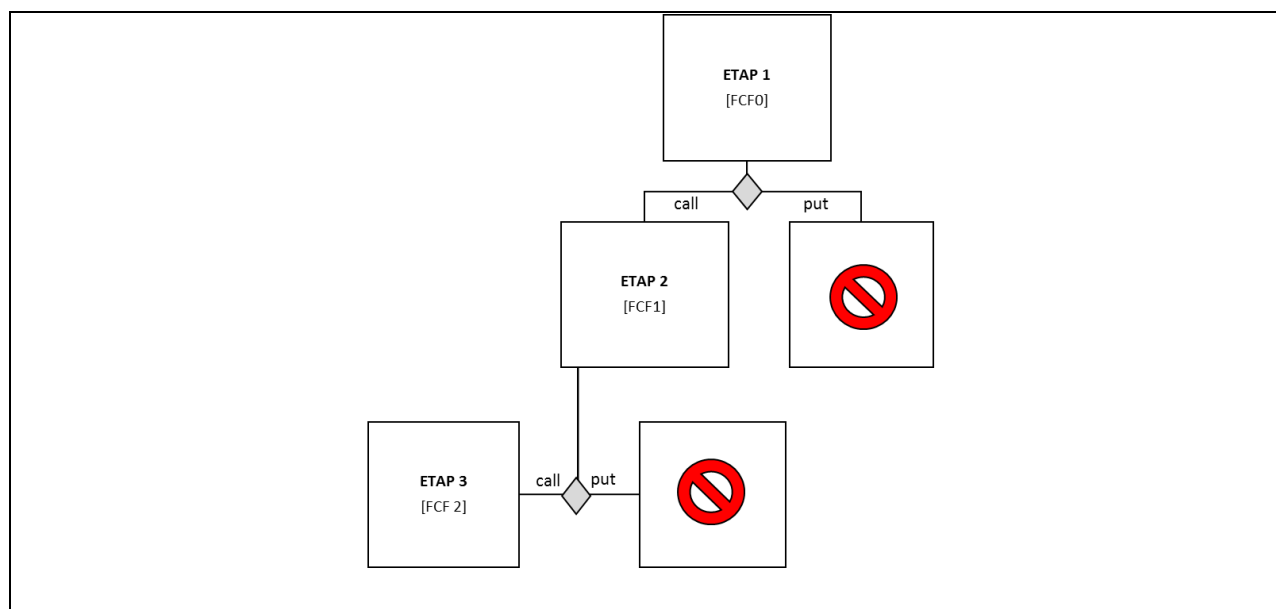 ETAP 1
[FCF0]
call
put
ETAP 2
[FCF1]
ETAP 3
[FCF 2]
call
put